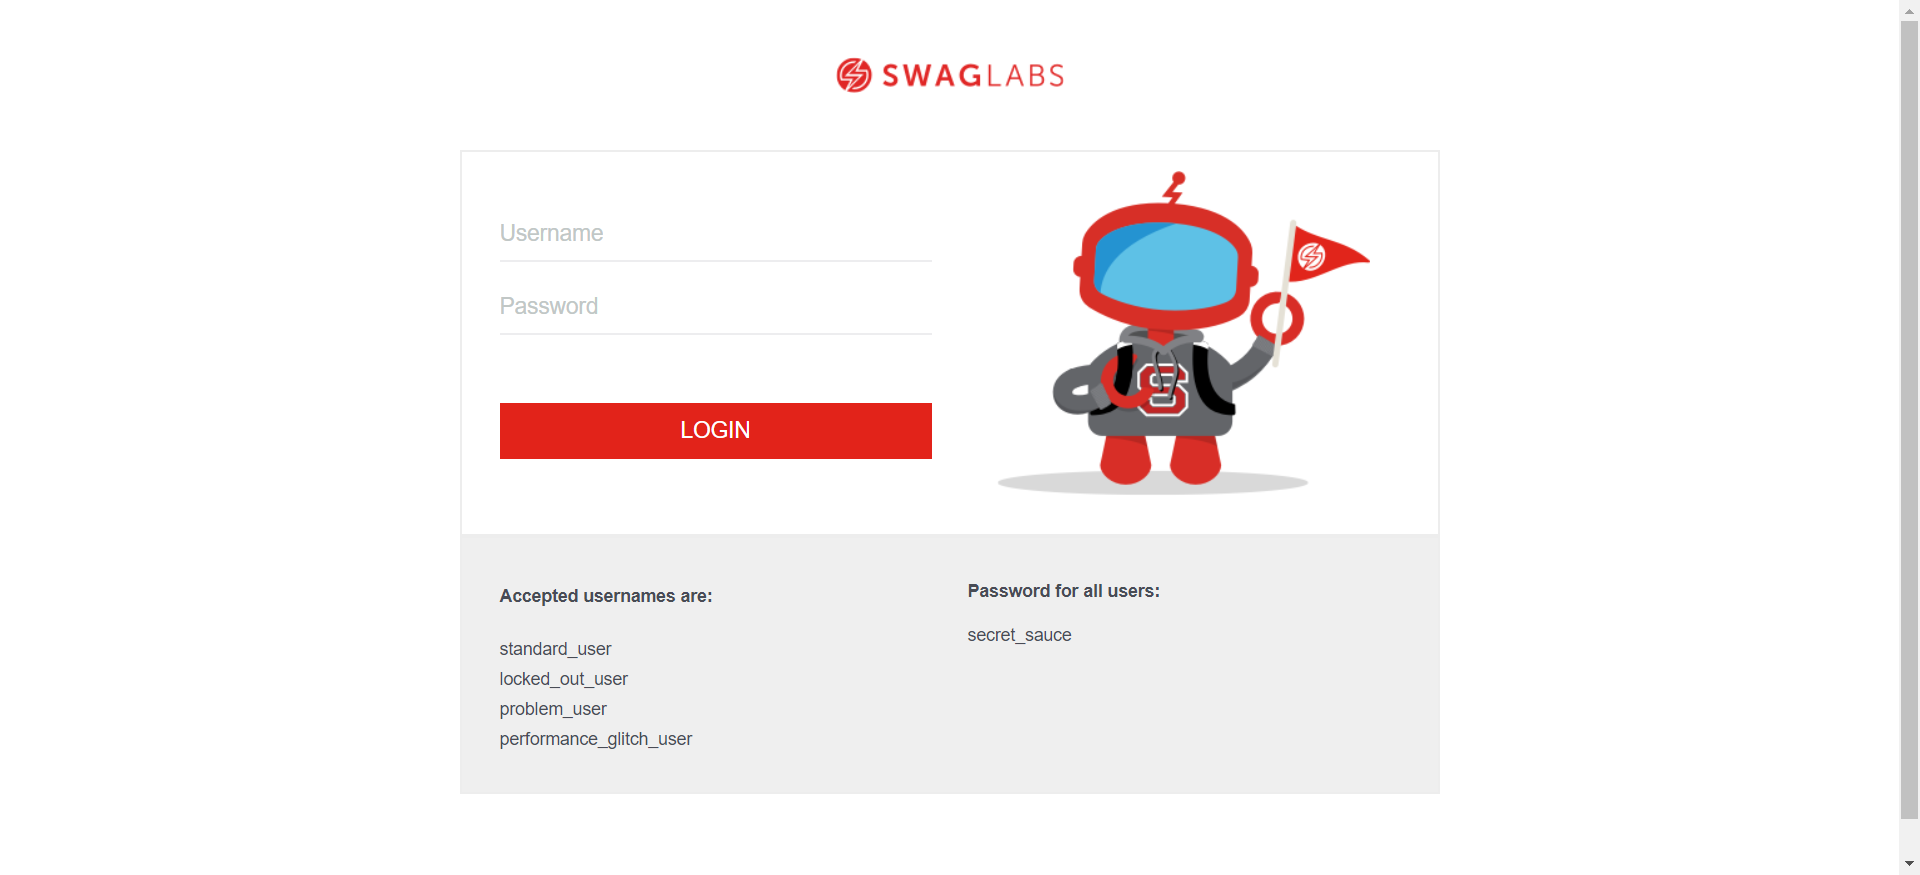 SWAGLABS
Username
Password
LOGIN
S
Accepted usernames are:
standard_user
locked_out_user
problem_user
performance_glitch_user
Password for all users:
secret_sauce